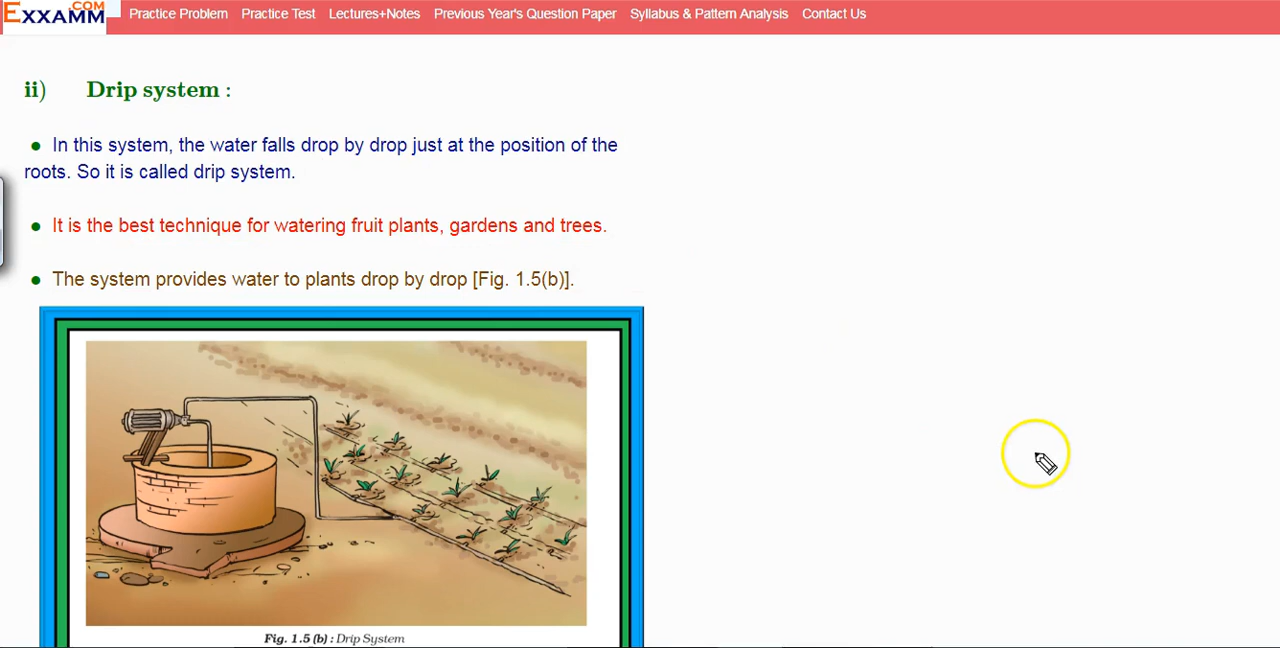 EXXAMM.COM
Practice Problem Practice Test Lectures+Notes Previous Year's Question Paper Syllabus & Pattern Analysis Contact Us
ii) Drip system :
● In this system, the water falls drop by drop just at the position of the
roots. So it is called drip system.
● It is the best technique for watering fruit plants, gardens and trees.
● The system provides water to plants drop by drop [Fig. 1.5(b)].
Fig. 1.5 (b) : Drip System